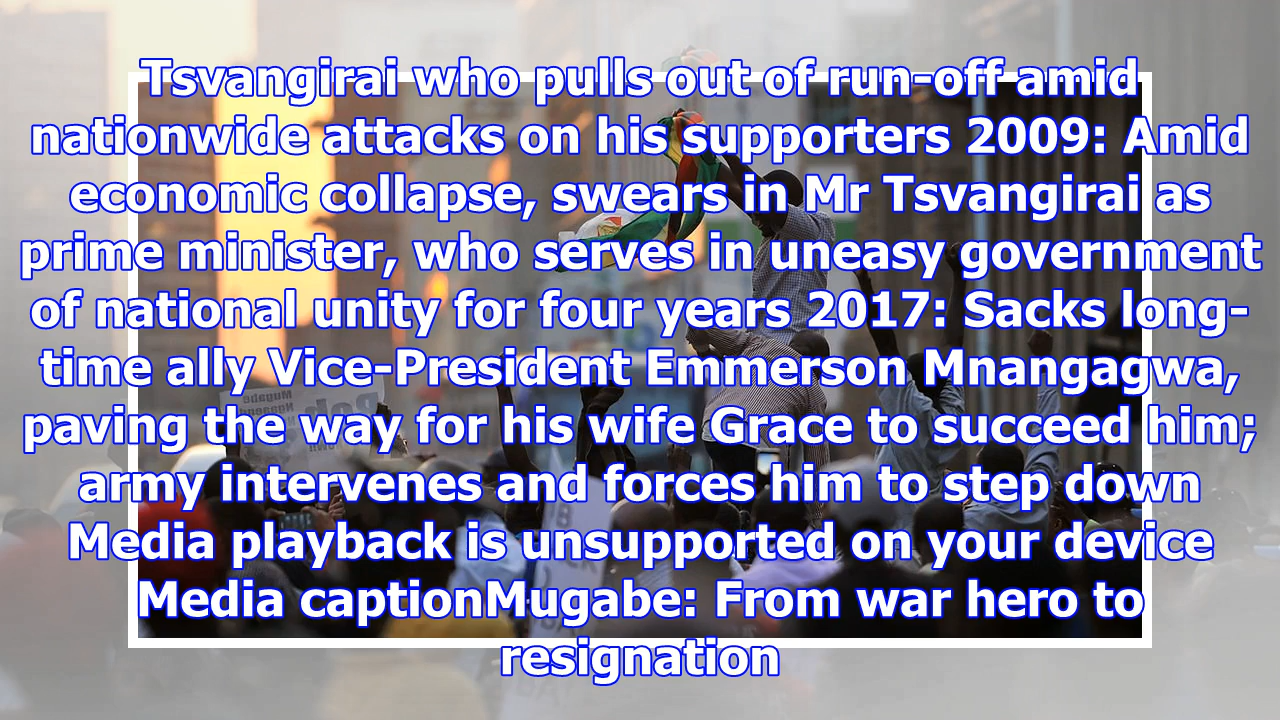 Tsvangirai who pulls out of run-off amid
nationwide attacks on his supporters 2009: Amid
economic collapse, swears in Mr Tsvangirai as
prime minister, who serves in uneasy government
of national unity for four years 2017: Sacks long-
time ally Vice-President Emmerson Mnangagwa,
paving the way for his wife Grace to succeed him;
army intervenes and forces him to step down
Media playback is unsupported on your device
Media captionMugabe: From war hero to
resignation